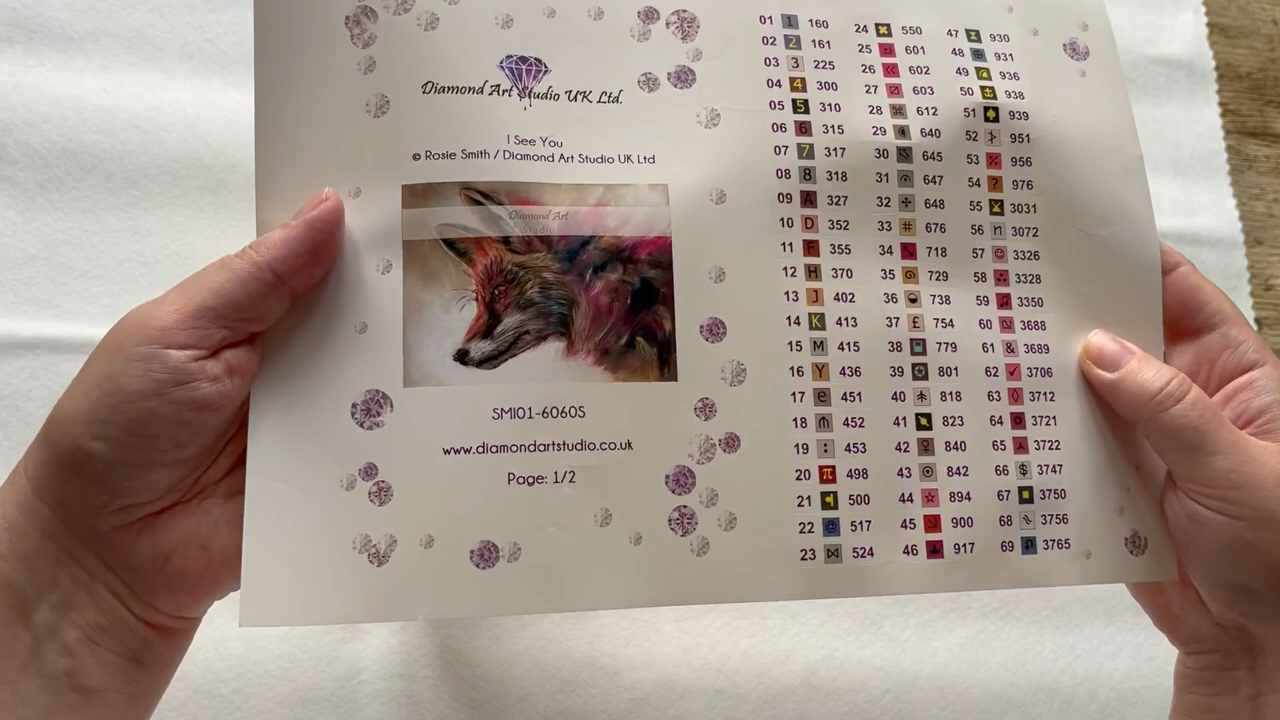 Diamond Art Studio UK Ltd.
I See You
© Rosie Smith / Diamond Art Studio UK Ltd
Diamond Art
Studio
SMI01-6060S
www.diamondartstudio.co.uk
Page: 1/2
01 1 160
02 2 161
03 3 225
04 4 300
05 5 310
06 6 315
07 7 317
08 8 318
09 A 327
10 D 352
11 F 355
12 H 370
13 J 402
14 K 413
15 M 415
16 Y 436
17 e 451
18 m 452
19 : 453
20 π 498
21 500
22 @ 517
23 ⋈ 524
24 ✖ 550
25 601
26 « 602
27 603
28 ⌘ 612
29 640
30 645
31 647
32 648
33 # 676
34 718
35 729
36 738
37 £ 754
38 779
39 801
40 818
41 823
42 ♀ 840
43 842
44 ☆ 894
45 900
46 917
47 930
48 931
49 936
50 ⚓ 938
51 ♠ 939
52 951
53 956
54 ? 976
55 3031
56 n 3072
57 ☺ 3326
58 3328
59 ♫ 3350
60 3688
61 & 3689
62 ✓ 3706
63 ◊ 3712
64 3721
65 3722
66 $ 3747
67 ■ 3750
68 3756
69 3765